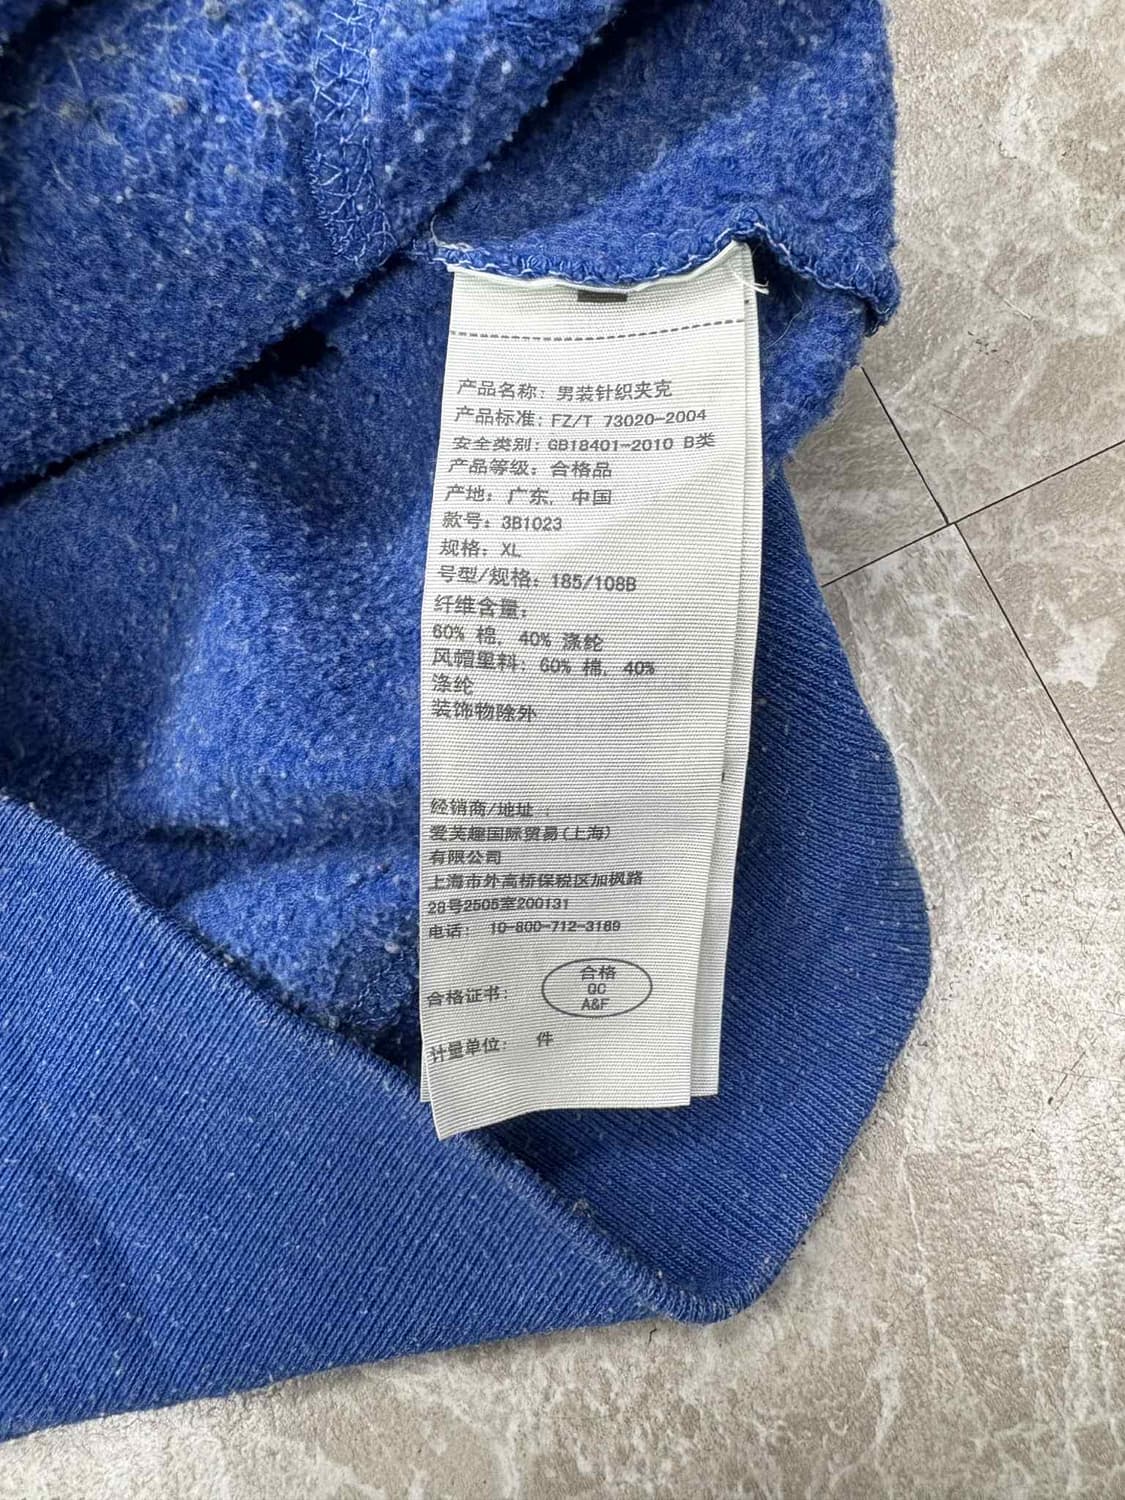 产品名称：男装针织夹克
产品标准：FZ/T 73020-2004
安全类别：GB18401-2010 B类
产品等级：合格品
产地：广东，中国
款号：3B1023
规格：XL
号型/规格：185/108B
纤维含量：
60% 棉，40% 涤纶
风帽里料：60% 棉，40%
涤纶
装饰物除外
经销商/地址：
爱芙趣国际贸易(上海)
有限公司
上海市外高桥保税区加枫路
28号2505室200131
电话： 10-800-712-3189
合格
QC
A&F
合格证书：
计量单位： 件